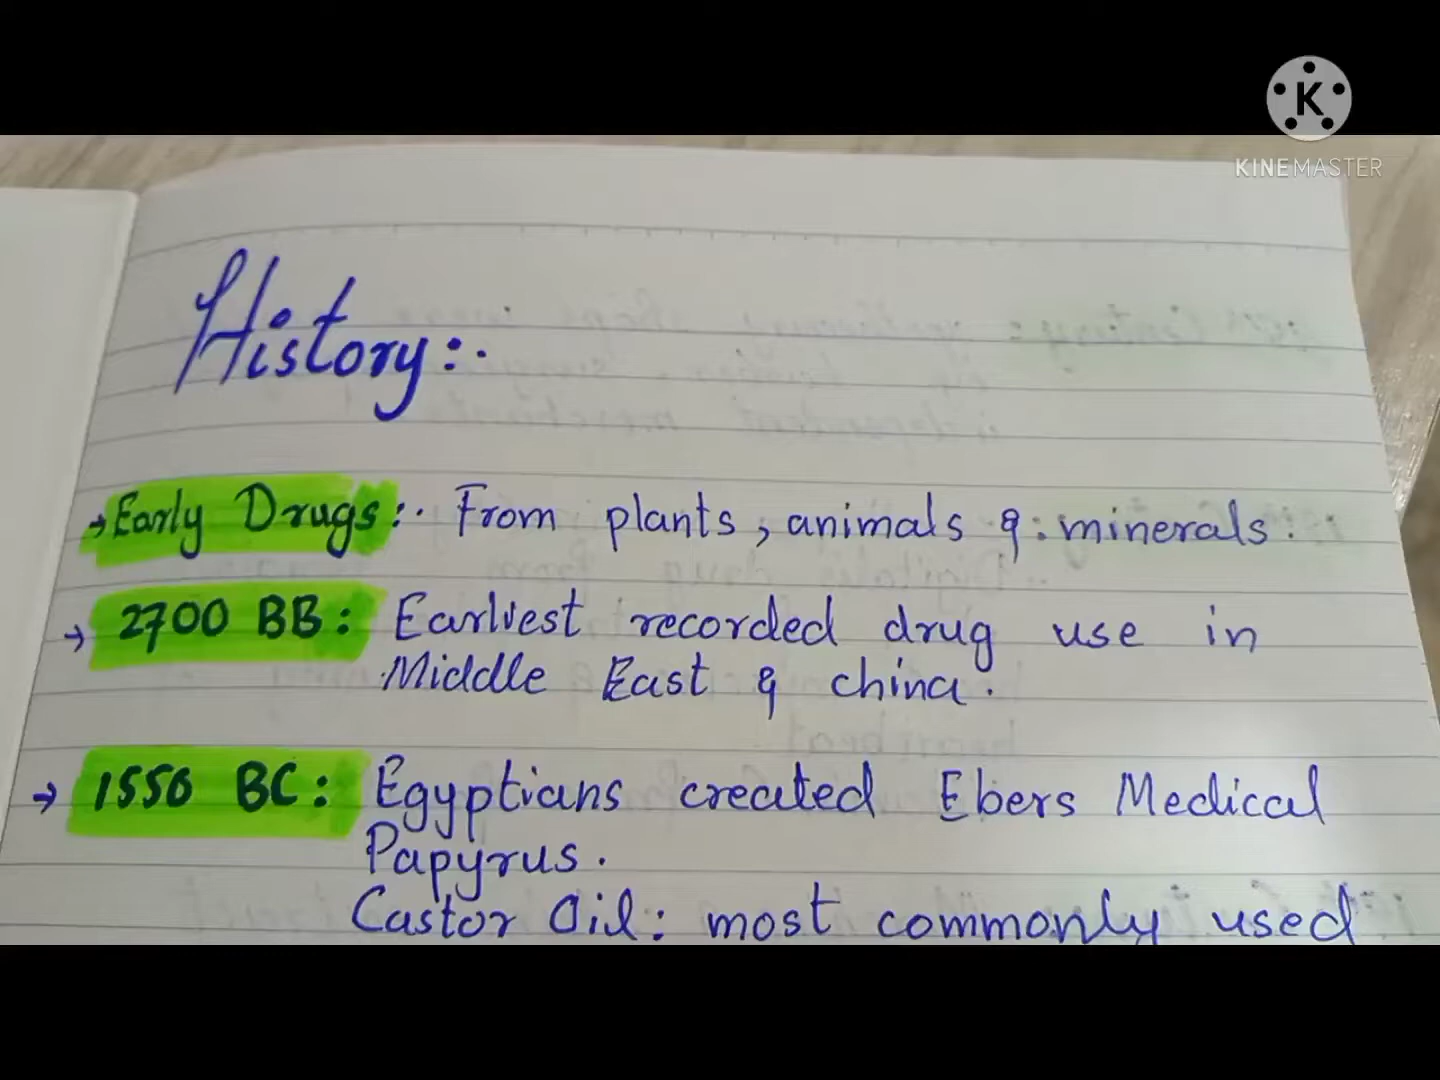 K
KINEMASTER
History:.
→ Early Drugs:. From plants, animals &. minerals.
→ 2700 BB: Earliest recorded drug use in
Middle East & china.
→ 1550 BC: Egyptians created Ebers Medical
Papyrus.
Castor Oil: most commonly used